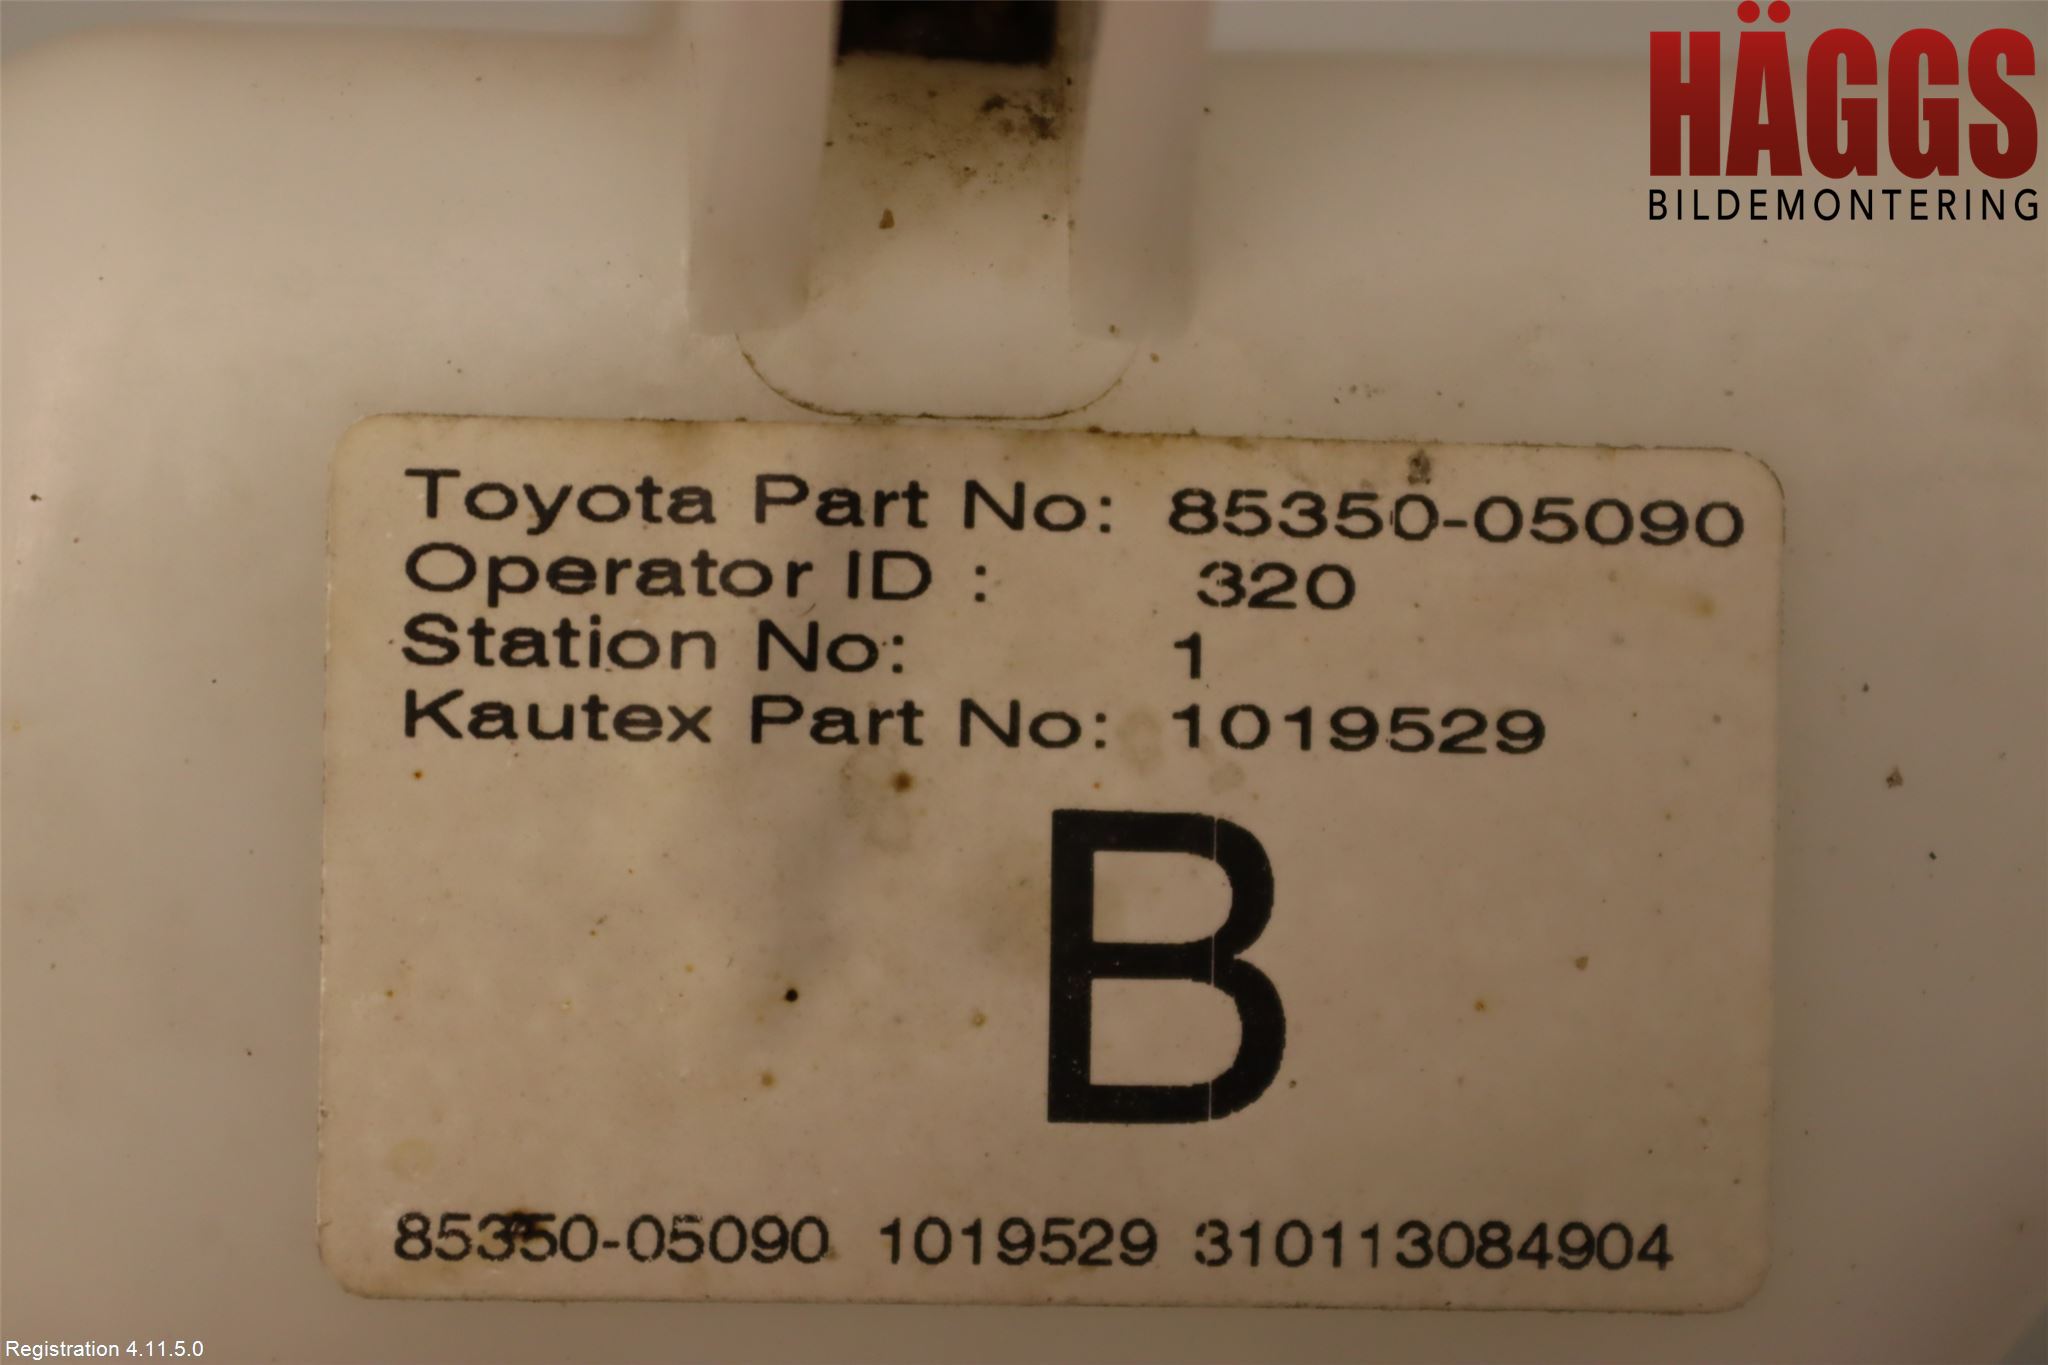 HÄGGS
BILDEMONTERING
Toyota Part No: 85350-05090
Operator ID : 320
Station No: 1
Kautex Part No: 1019529
B
85350-05090 1019529 310113084904
Registration 4.11.5.0